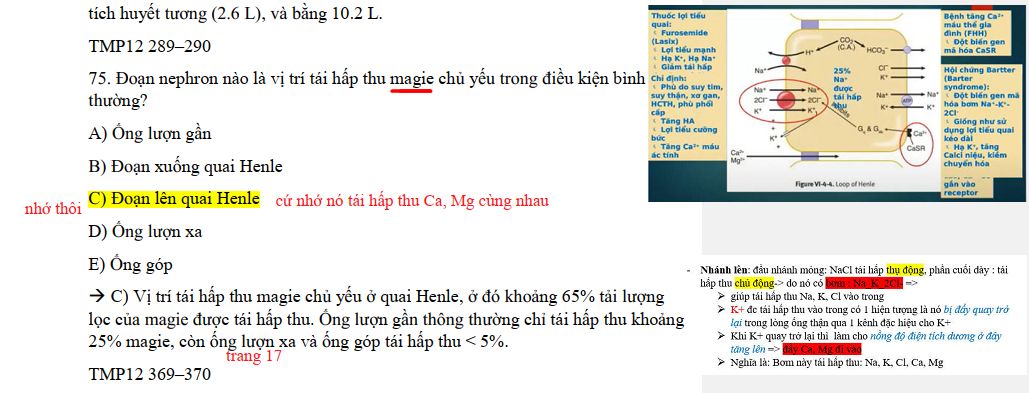 tích huyết tương (2.6 L), và bằng 10.2 L.
TMP12 289–290
75. Đoạn nephron nào là vị trí tái hấp thu magie chủ yếu trong điều kiện bình
thường?
A) Ống lượn gần
B) Đoạn xuống quai Henle
nhớ thôi
C) Đoạn lên quai Henle
cứ nhớ nó tái hấp thu Ca, Mg cùng nhau
D) Ống lượn xa
E) Ống góp
→ C) Vị trí tái hấp thu magie chủ yếu ở quai Henle, ở đó khoảng 65% tải lượng
lọc của magie được tái hấp thu. Ống lượn gần thông thường chỉ tái hấp thu khoảng
25% magie, còn ống lượn xa và ống góp tái hấp thu < 5%.
trang 17
TMP12 369–370
Thuốc lợi tiểu
quai:
Furosemide
(Lasix)
Lợi tiểu mạnh
Hạ K⁺, Hạ Na⁺
Giảm tái hấp
Chỉ định:
Phù do suy tim,
suy thận, xơ gan,
HCTH, phù phổi
cấp
Tăng HA
Lợi tiểu cưỡng
bức
Tăng Ca²⁺ máu
ác tính
CO₂
(C.A.)
H⁺
HCO₃⁻
Na⁺
Cl⁻
K⁺
25%
Na⁺
được
tái hấp
thu
Na⁺
Na⁺
2Cl⁻
2Cl⁻
K⁺
K⁺
Na⁺
Na⁺
ATP
K⁺
K⁺
K⁺
Ca²⁺
CaSR
Ca²⁺
Mg²⁺
Figure VI-4-4. Loop of Henle
Bệnh tăng Ca²⁺
máu thể gia
đình (FHH)
Đột biến gen
mã hóa CaSR
Hội chứng Bartter
(Barter
syndrome):
Đột biến gen mã
hóa bơm Na⁺-K⁺-
2Cl⁻
Giống như sử
dụng lợi tiểu quai
kéo dài
Hạ K⁺, tăng
Calci niệu, kiềm
chuyển hóa
gắn vào
receptor
- Nhánh lên: đầu nhánh mỏng: NaCl tái hấp thụ động, phần cuối dày : tái
hấp thu chủ động-> do nó có bơm : Na_K_2Cl- =>
➢ giúp tái hấp thu Na, K, Cl vào trong
➢ K+ đc tái hấp thu vào trong có 1 hiện tượng là nó bị đẩy quay trở
lại trong lòng ống thận qua 1 kênh đặc hiệu cho K+
➢ Khi K+ quay trở lại thì làm cho nồng độ điện tích dương ở đây
tăng lên => đẩy Ca, Mg đi vào
➢ Nghĩa là: Bơm này tái hấp thu: Na, K, Cl, Ca, Mg